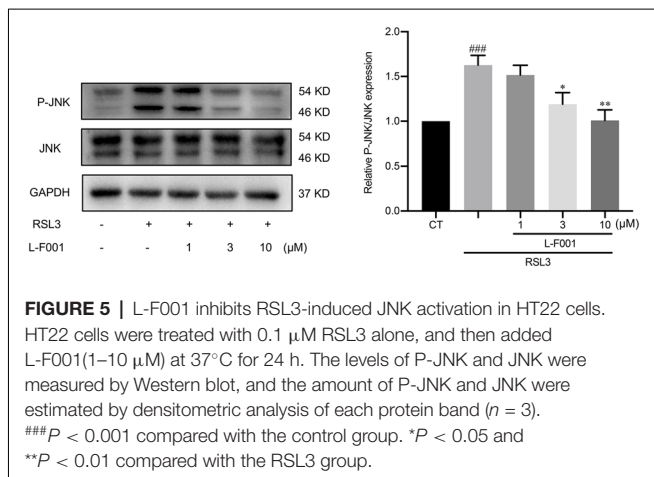 P-JNK
54 KD
46 KD
JNK
54 KD
46 KD
GAPDH
37 KD
RSL3 - + + + +
L-F001 - - 1 3 10 (μM)
Relative P-JNK/JNK expression
2.0
1.5
1.0
0.5
0.0
###
*
**
CT 1 3 10 (μM)
L-F001
RSL3
FIGURE 5 | L-F001 inhibits RSL3-induced JNK activation in HT22 cells.
HT22 cells were treated with 0.1 μM RSL3 alone, and then added
L-F001(1–10 μM) at 37°C for 24 h. The levels of P-JNK and JNK were
measured by Western blot, and the amount of P-JNK and JNK were
estimated by densitometric analysis of each protein band (n = 3).
###P < 0.001 compared with the control group. *P < 0.05 and
**P < 0.01 compared with the RSL3 group.